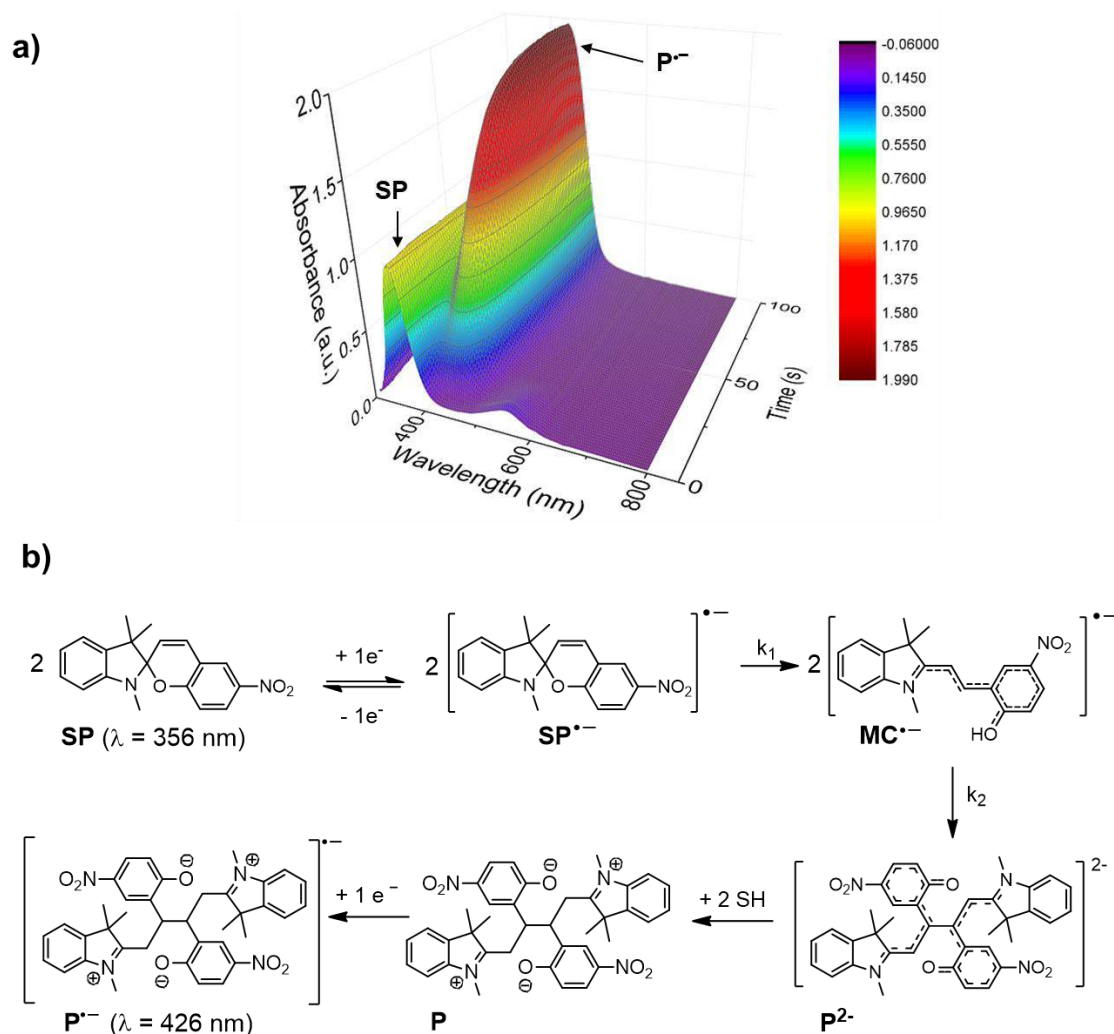 a)
P•−
SP
Absorbance (a.u.)
2.0
1.5
1.0
0.5
0.0
Wavelength (nm)
400
600
800
Time (s)
0
50
100
-0.06000
0.1450
0.3500
0.5550
0.7600
0.9650
1.170
1.375
1.580
1.785
1.990
b)
2
N
O
NO2
SP (λ = 356 nm)
+ 1e-
- 1e-
2
•−
N
O
NO2
SP•−
k1
2
•−
NO2
N
HO
MC•−
k2
2-
O2N
O
N
N
O
NO2
P2-
+ 2 SH
O2N
O
⊖
N
⊕
N
⊕
O
⊖
NO2
P
+ 1 e−
•−
O2N
O
⊖
N
⊕
N
⊕
O
⊖
NO2
P•− (λ = 426 nm)